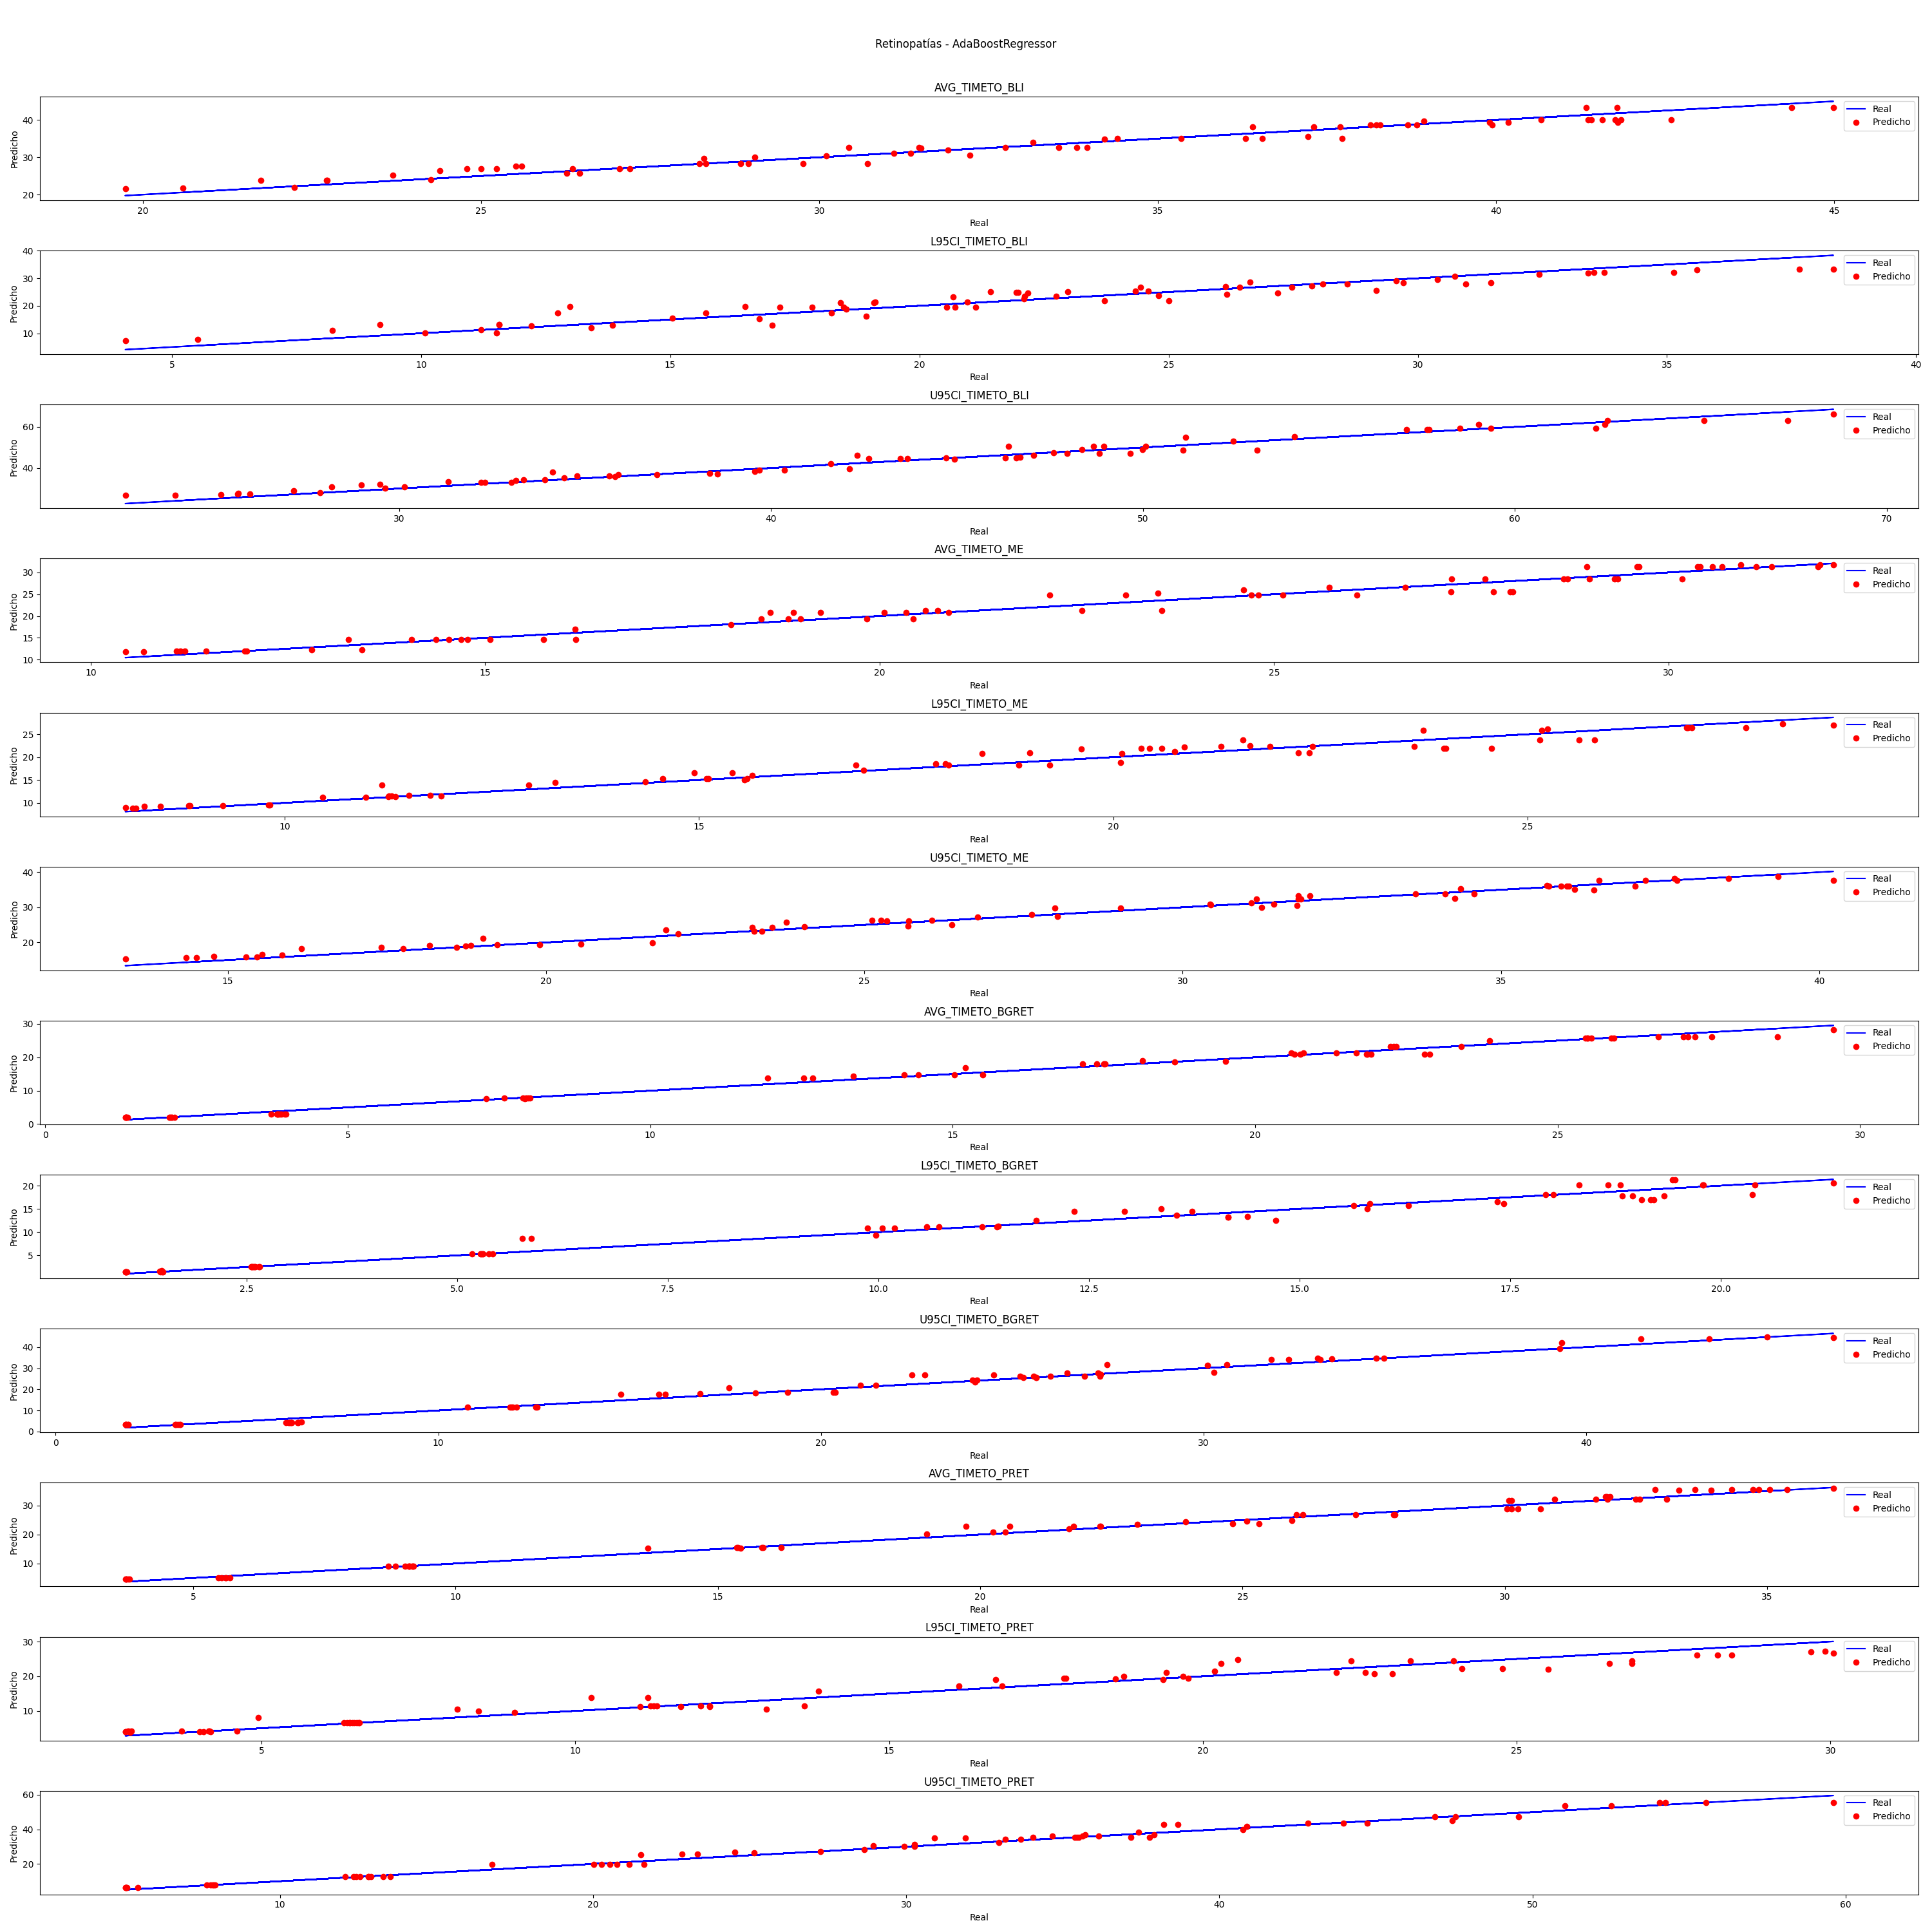 Retinopatías - AdaBoostRegressor
AVG_TIMETO_BLI
40
30
20
Predicho
Real
Predicho
20 25 30 35 40 45
Real
L95CI_TIMETO_BLI
40
30
20
10
Predicho
Real
Predicho
5 10 15 20 25 30 35 40
Real
U95CI_TIMETO_BLI
60
40
Predicho
Real
Predicho
30 40 50 60 70
Real
AVG_TIMETO_ME
30
25
20
15
10
Predicho
Real
Predicho
10 15 20 25 30
Real
L95CI_TIMETO_ME
25
20
15
10
Predicho
Real
Predicho
10 15 20 25
Real
U95CI_TIMETO_ME
40
30
20
Predicho
Real
Predicho
15 20 25 30 35 40
Real
AVG_TIMETO_BGRET
30
20
10
0
Predicho
Real
Predicho
0 5 10 15 20 25 30
Real
L95CI_TIMETO_BGRET
20
15
10
5
Predicho
Real
Predicho
2.5 5.0 7.5 10.0 12.5 15.0 17.5 20.0
Real
U95CI_TIMETO_BGRET
40
30
20
10
0
Predicho
Real
Predicho
0 10 20 30 40
Real
AVG_TIMETO_PRET
30
20
10
Predicho
Real
Predicho
5 10 15 20 25 30 35
Real
L95CI_TIMETO_PRET
30
20
10
Predicho
Real
Predicho
5 10 15 20 25 30
Real
U95CI_TIMETO_PRET
60
40
20
Predicho
Real
Predicho
10 20 30 40 50 60
Real